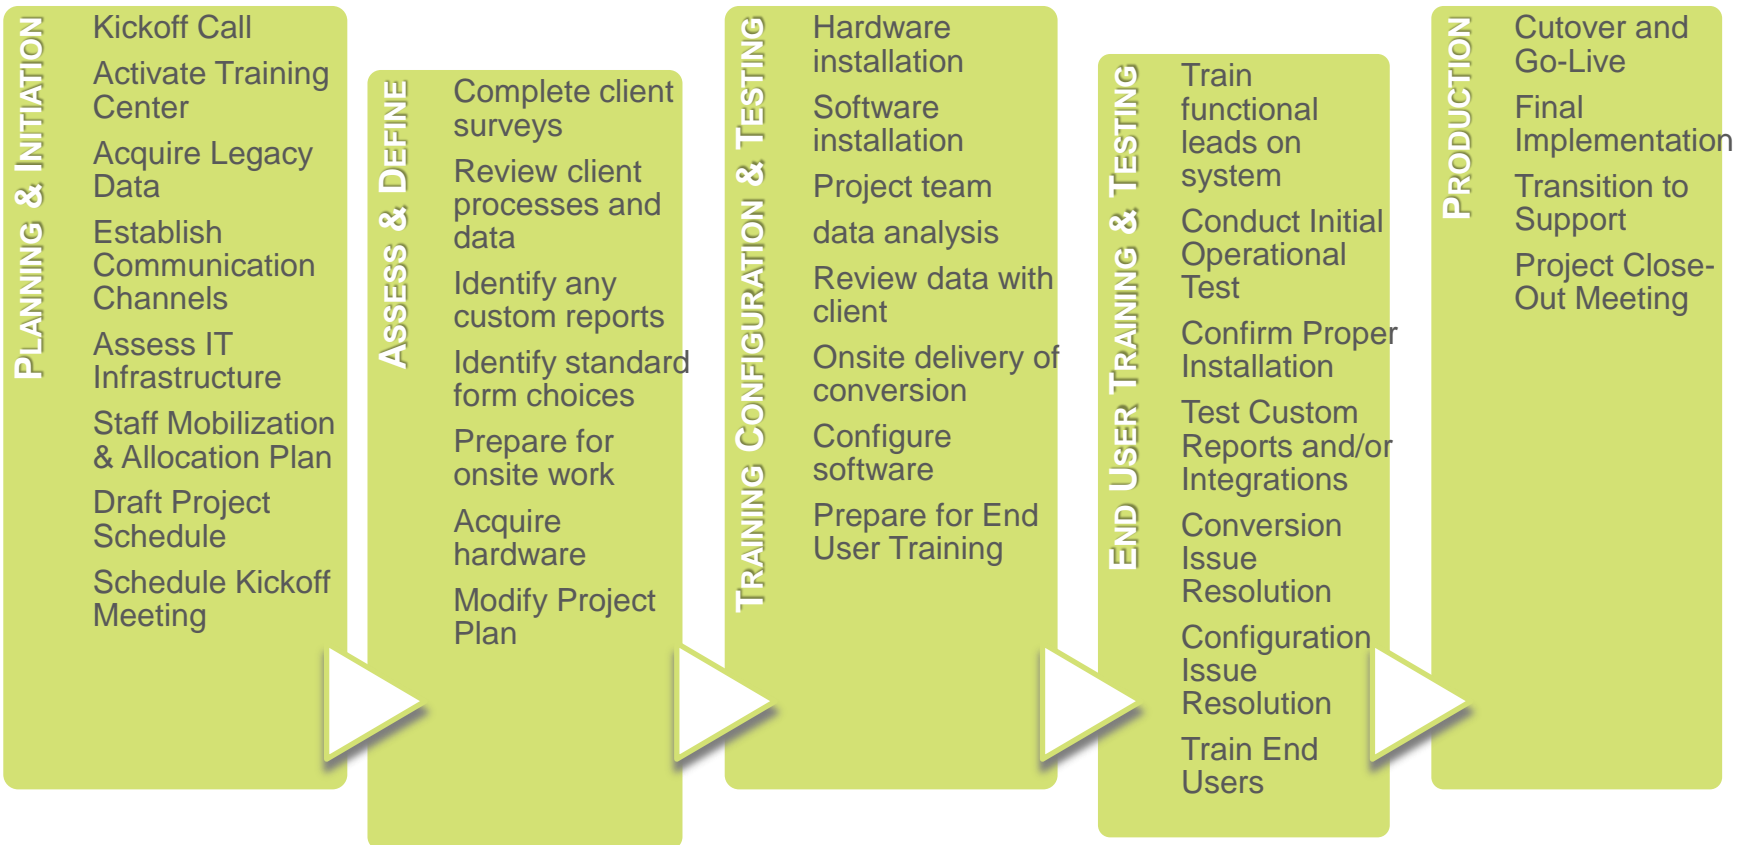 PLANNING & INITIATION
Kickoff Call
Activate Training
Center
Acquire Legacy
Data
Establish
Communication
Channels
Assess IT
Infrastructure
Staff Mobilization
& Allocation Plan
Draft Project
Schedule
Schedule Kickoff
Meeting
ASSESS & DEFINE
Complete client
surveys
Review client
processes and
data
Identify any
custom reports
Identify standard
form choices
Prepare for
onsite work
Acquire
hardware
Modify Project
Plan
TRAINING CONFIGURATION & TESTING
Hardware
installation
Software
installation
Project team
data analysis
Review data with
client
Onsite delivery of
conversion
Configure
software
Prepare for End
User Training
END USER TRAINING & TESTING
Train
functional
leads on
system
Conduct Initial
Operational
Test
Confirm Proper
Installation
Test Custom
Reports and/or
Integrations
Conversion
Issue
Resolution
Configuration
Issue
Resolution
Train End
Users
PRODUCTION
Cutover and
Go-Live
Final
Implementation
Transition to
Support
Project Close-
Out Meeting